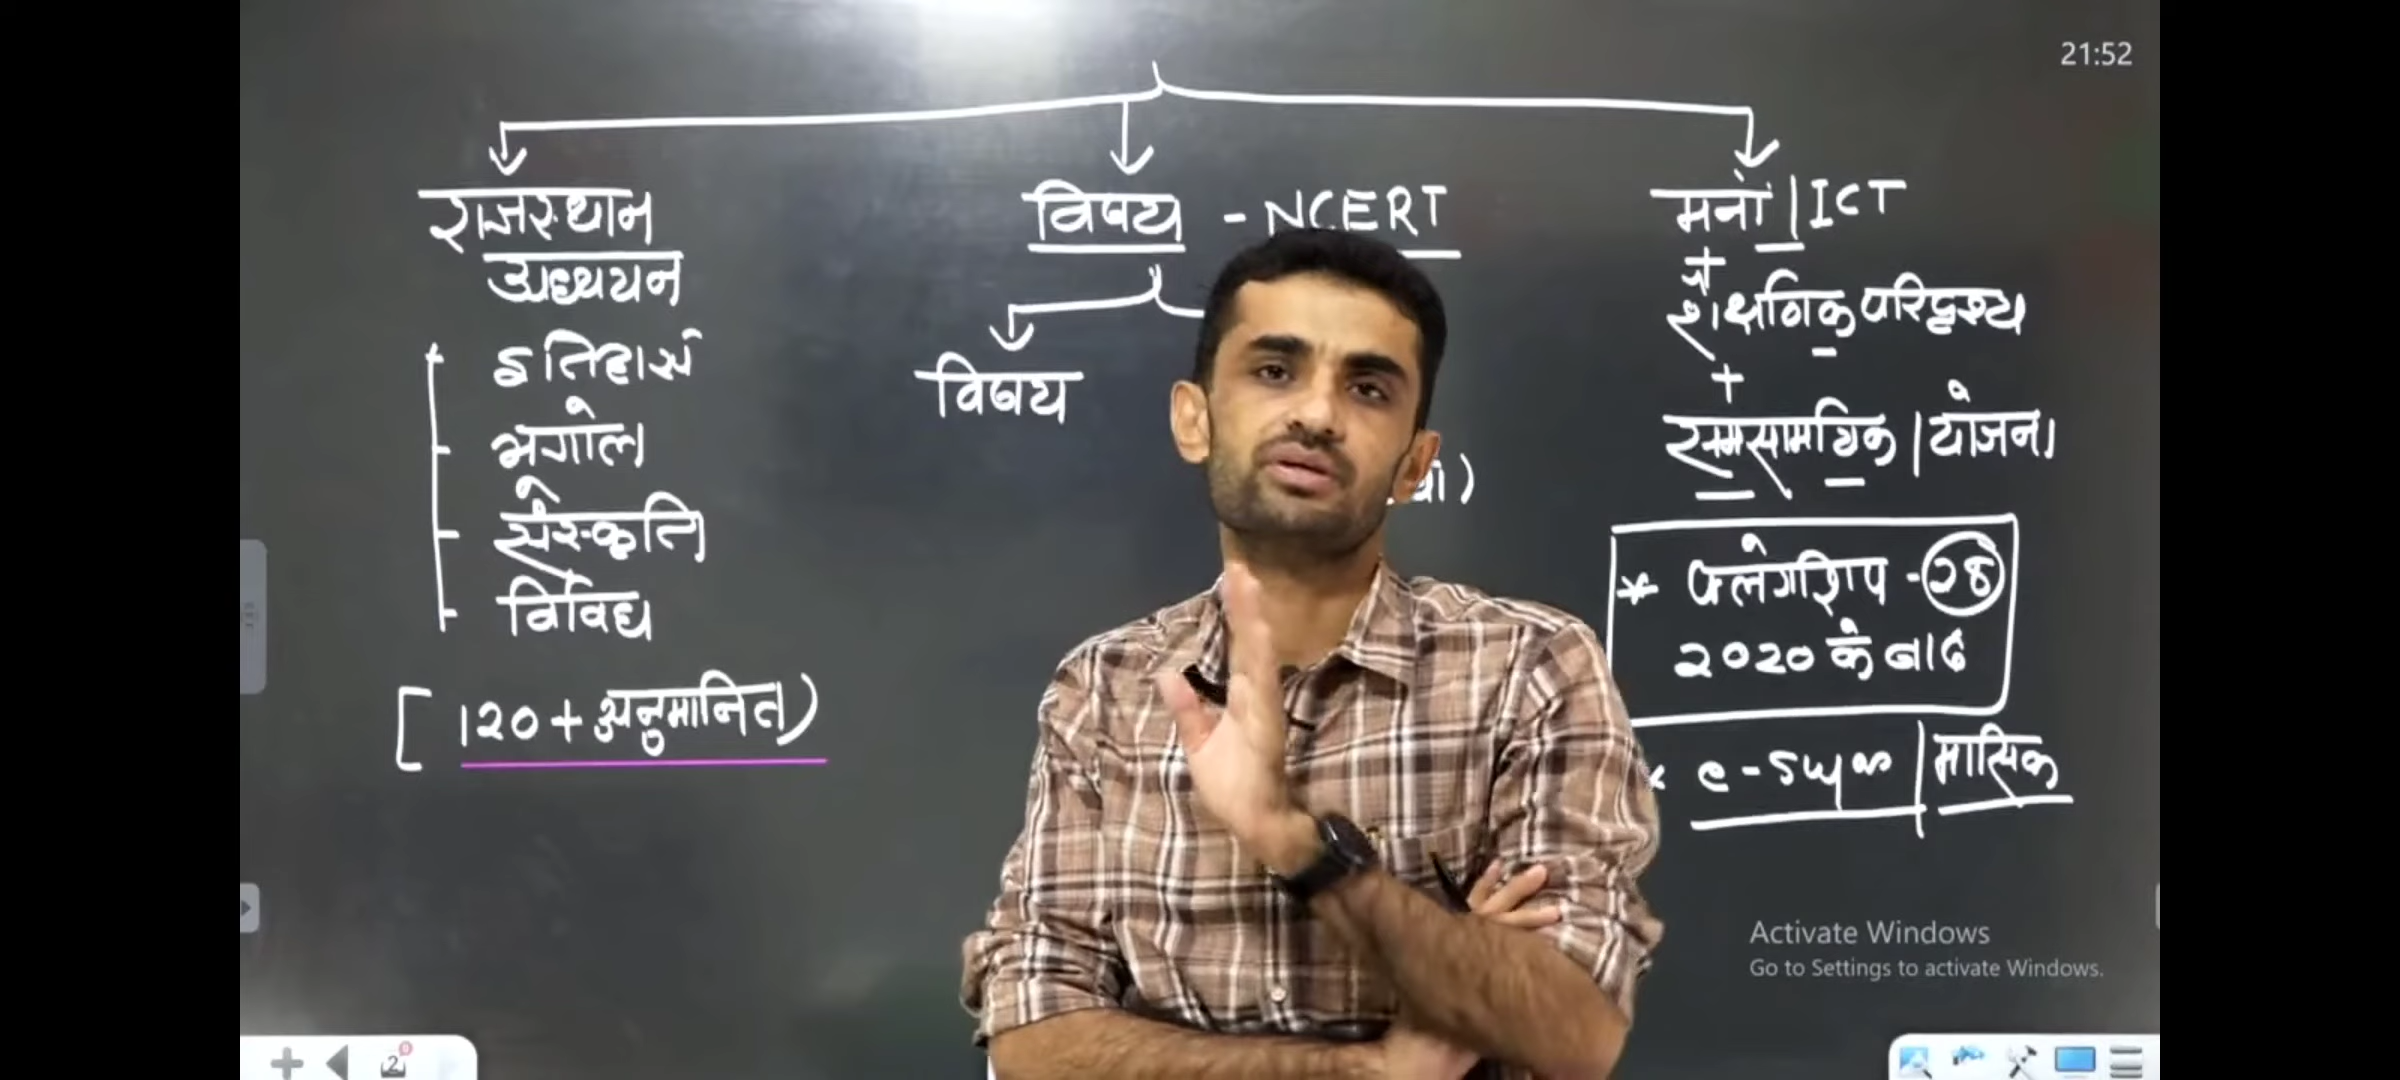 21:52
राजस्थान
अध्ययन
इतिहास
भूगोल
संस्कृति
विविध
[ 120 + अनुमानित )
विषय - NCERT
विषय
मनो | ICT
+
शैक्षणिक परिदृश्य
+
समसामयिक | योजना
* फ्लेगशिप - 28
2020 के बाद
| मासिक
Activate Windows
Go to Settings to activate Windows.
2